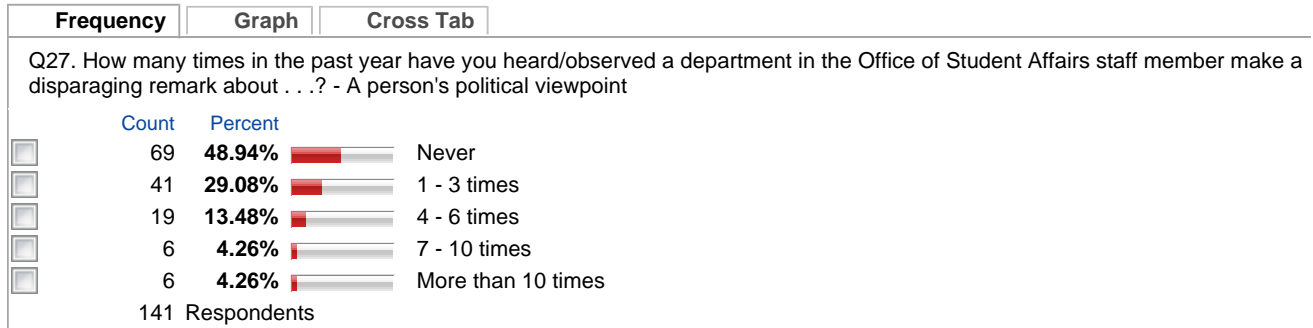 Frequency Graph Cross Tab
Q27. How many times in the past year have you heard/observed a department in the Office of Student Affairs staff member make a
disparaging remark about . . .? - A person's political viewpoint
Count Percent
69 48.94% Never
41 29.08% 1 - 3 times
19 13.48% 4 - 6 times
6 4.26% 7 - 10 times
6 4.26% More than 10 times
141 Respondents